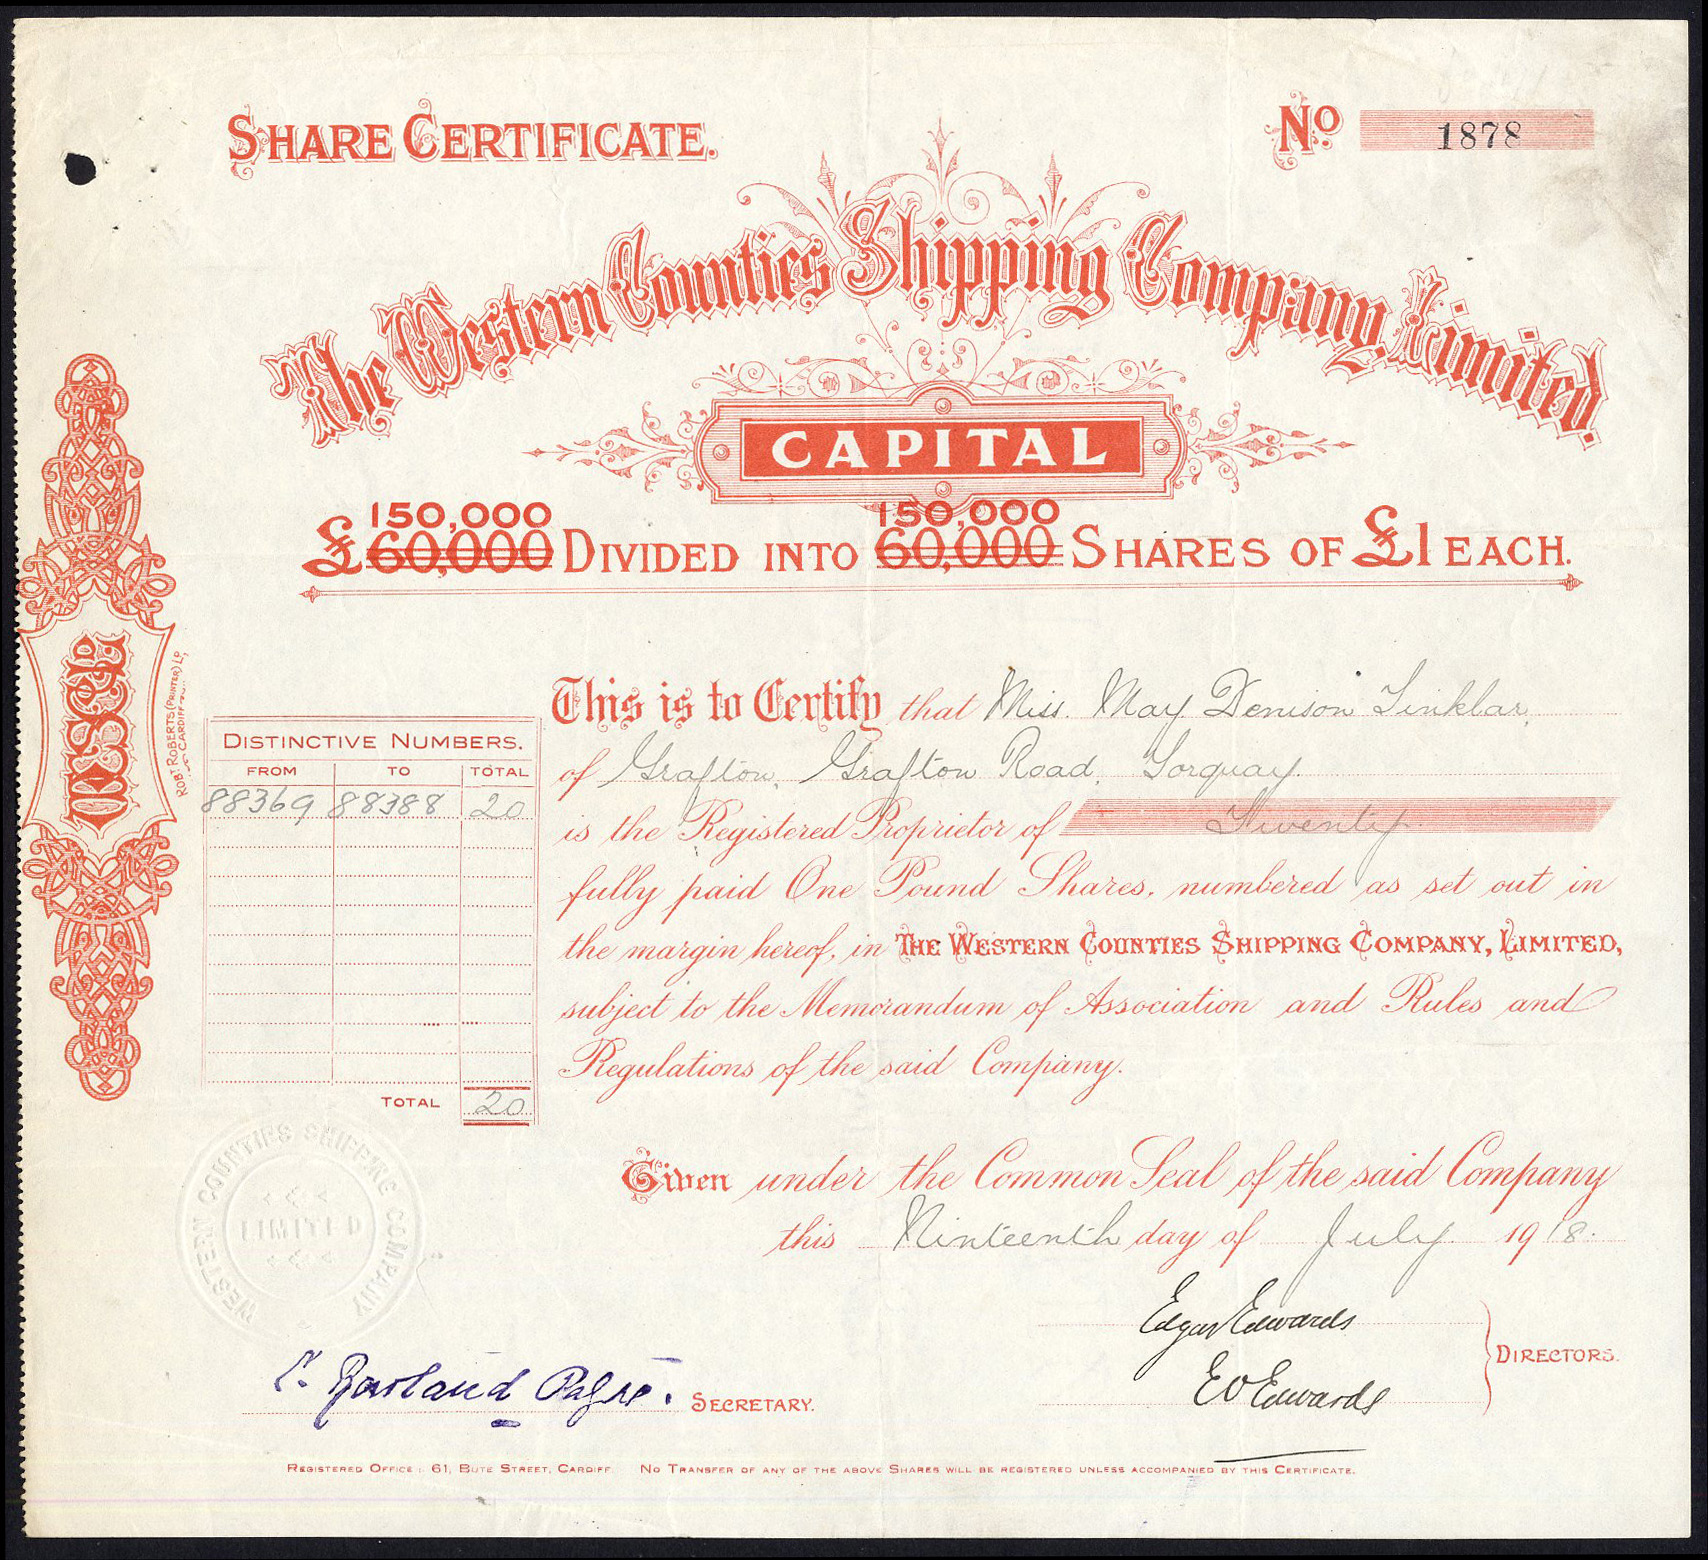 SHARE CERTIFICATE.
No 1878
The Western Counties Shipping Company, Limited.
CAPITAL
150,000 150,000
£60,000 DIVIDED INTO 60,000 SHARES OF £1 EACH.
This is to Certify that Miss. May Denison Tinklar,
of Grafton, Grafton Road, Torquay.
is the Registered Proprietor of Twenty
fully paid One Pound Shares, numbered as set out in
the margin hereof, in THE WESTERN COUNTIES SHIPPING COMPANY, LIMITED,
subject to the Memorandum of Association and Rules and
Regulations of the said Company.
DISTINCTIVE NUMBERS.
FROM TO TOTAL
88369 88388 20
TOTAL 20
ROBT. ROBERTS (PRINTER) LD,
CARDIFF
Given under the Common Seal of the said Company
this Ninteenth day of July 1918.
WESTERN COUNTIES SHIPPING COMPANY
LIMITED
Edgar Edwards
E O Edwards
DIRECTORS.
SECRETARY.
REGISTERED OFFICE: 61, BUTE STREET, CARDIFF. NO TRANSFER OF ANY OF THE ABOVE SHARES WILL BE REGISTERED UNLESS ACCOMPANIED BY THIS CERTIFICATE.